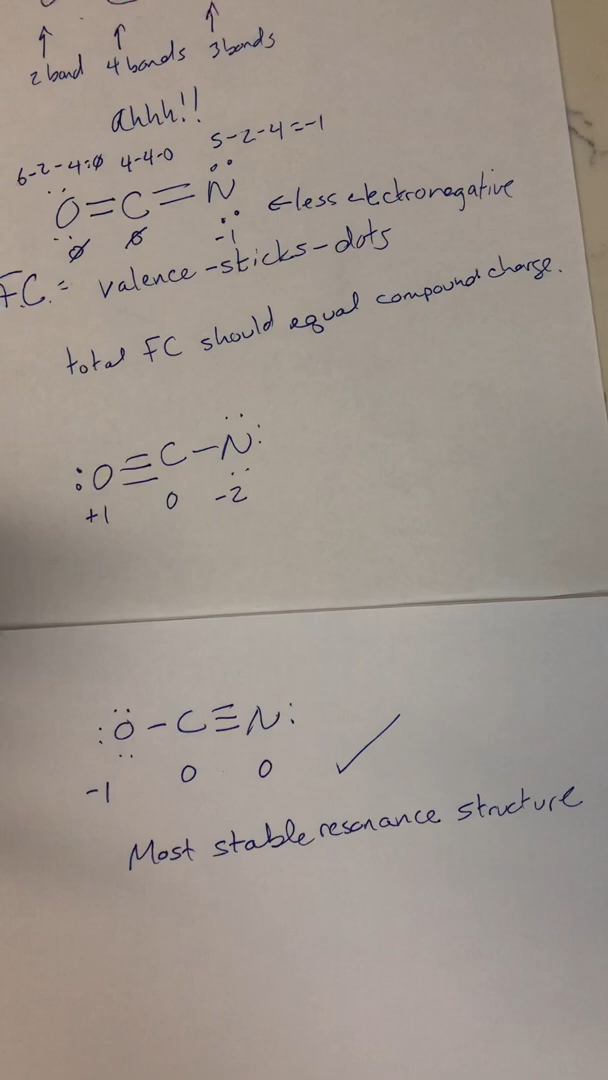 ↑ ↑ ↑
2 bond 4 bonds 3 bonds
ahhh!!
6-2-4=0 4-4-0 5-2-4=-1
:Ö=C=N̈: ←less electronegative
0 0 -1
F.C. = valence-sticks-dots
total FC should equal compound charge.
:O≡C-N̈:
+1 0 -2
:Ö-C≡N:
-1 0 0 ✓
Most stable resonance structure